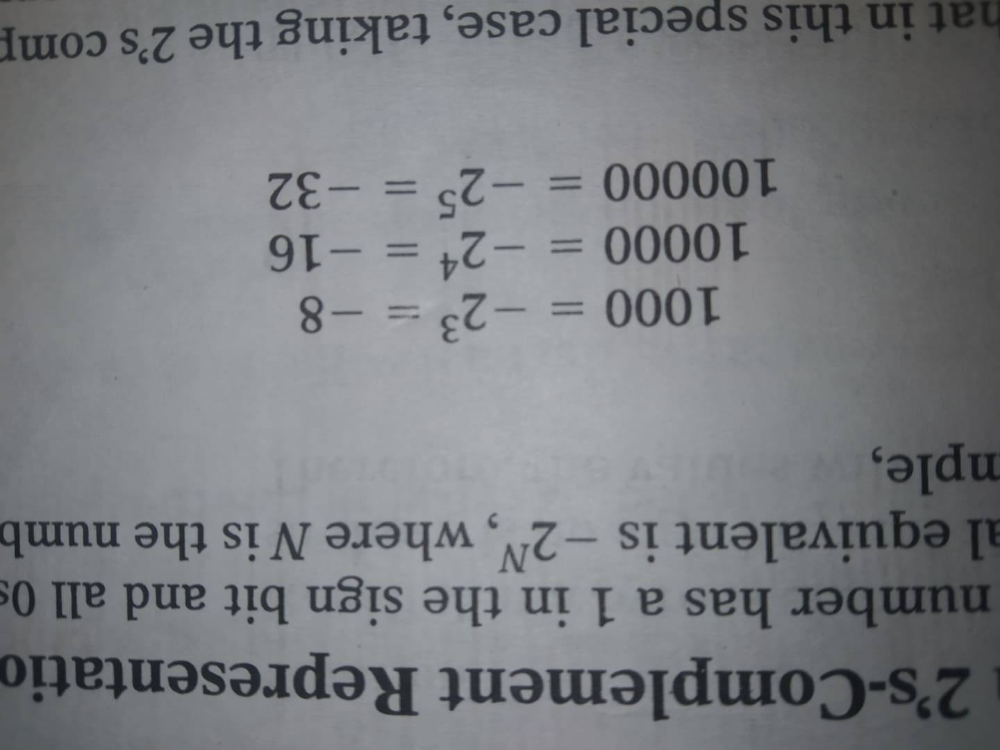 2's-Complement Representatio
number has a 1 in the sign bit and all 0s
al equivalent is −2^N, where N is the numb
mple,
1000 = −2^3 = −8
10000 = −2^4 = −16
100000 = −2^5 = −32
hat in this special case, taking the 2's comp